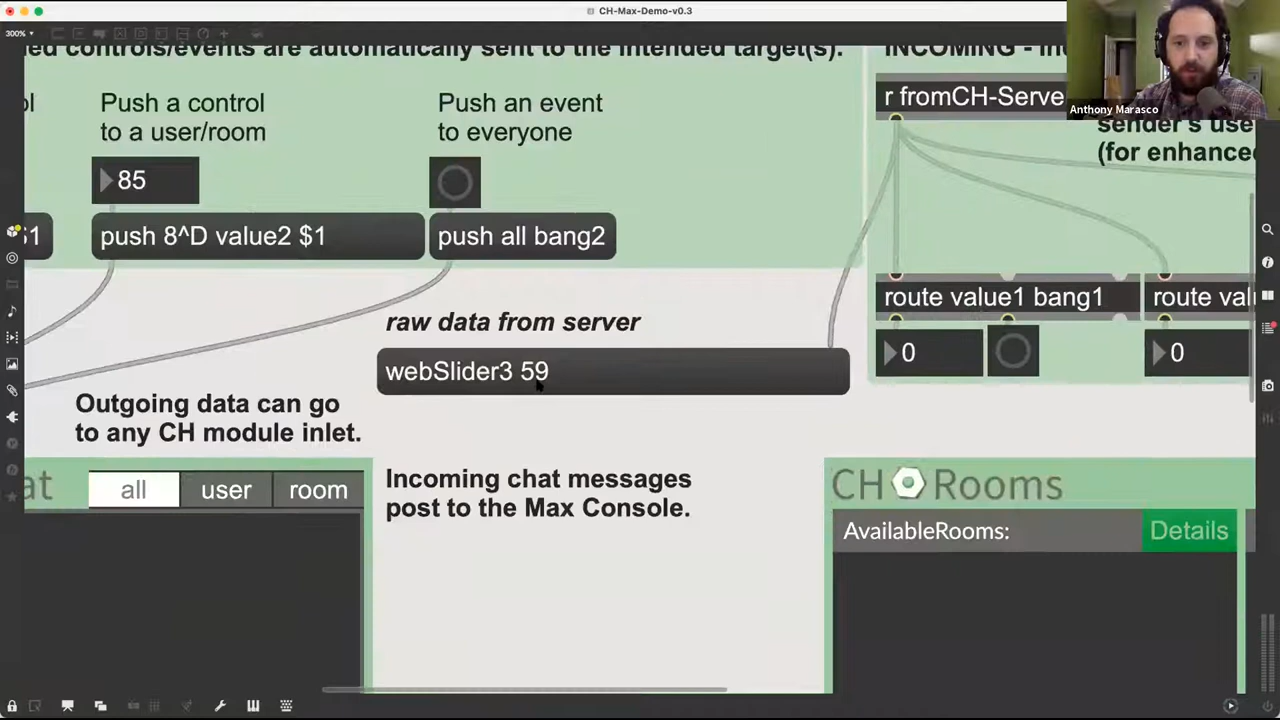 CH-Max-Demo-v0.3
300%
controls/events are automatically sent to the intended target(s).
INCOMING -
Anthony Marasco
Push a control
to a user/room
Push an event
to everyone
r fromCH-Serve
sender's use
(for enhance
85
$1
push 8^D value2 $1
push all bang2
raw data from server
route value1 bang1
route val
webSlider3 59
0
0
Outgoing data can go
to any CH module inlet.
all
user
room
Incoming chat messages
post to the Max Console.
CH Rooms
AvailableRooms:
Details